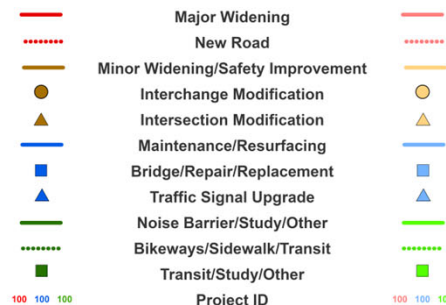 Major Widening
New Road
Minor Widening/Safety Improvement
Interchange Modification
Intersection Modification
Maintenance/Resurfacing
Bridge/Repair/Replacement
Traffic Signal Upgrade
Noise Barrier/Study/Other
Bikeways/Sidewalk/Transit
Transit/Study/Other
100 100 100 Project ID 100 100